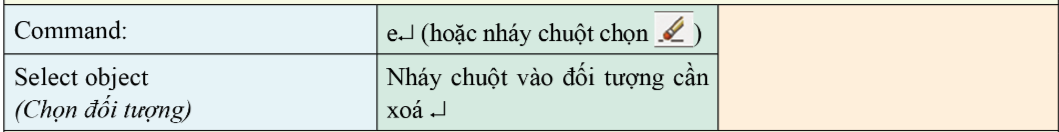 Command:
e↵ (hoặc nháy chuột chọn )
Select object
(Chọn đối tượng)
Nháy chuột vào đối tượng cần
xoá ↵